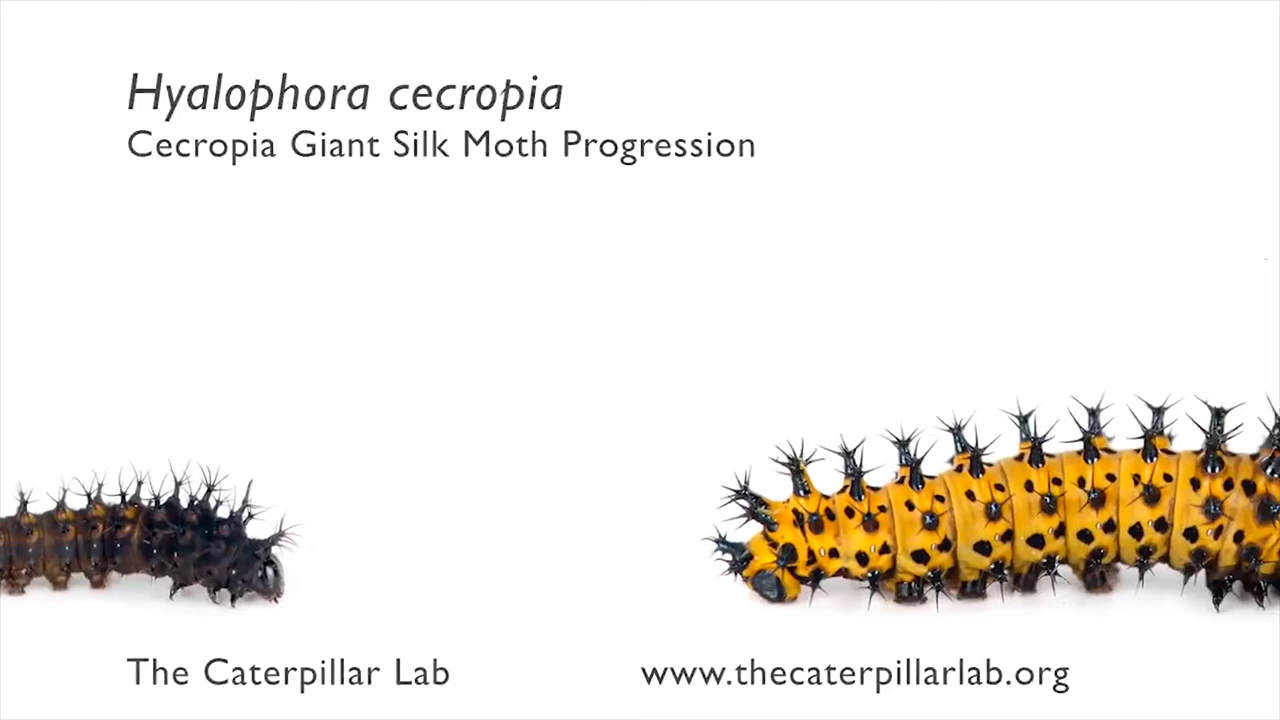 Hyalophora cecropia
Cecropia Giant Silk Moth Progression
The Caterpillar Lab
www.thecaterpillarlab.org